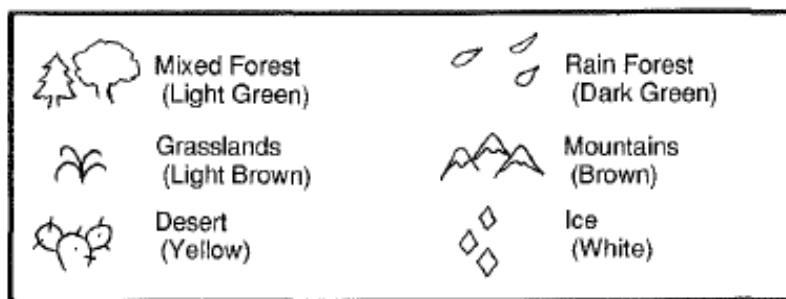 Mixed Forest
(Light Green)
Rain Forest
(Dark Green)
Grasslands
(Light Brown)
Mountains
(Brown)
Desert
(Yellow)
Ice
(White)